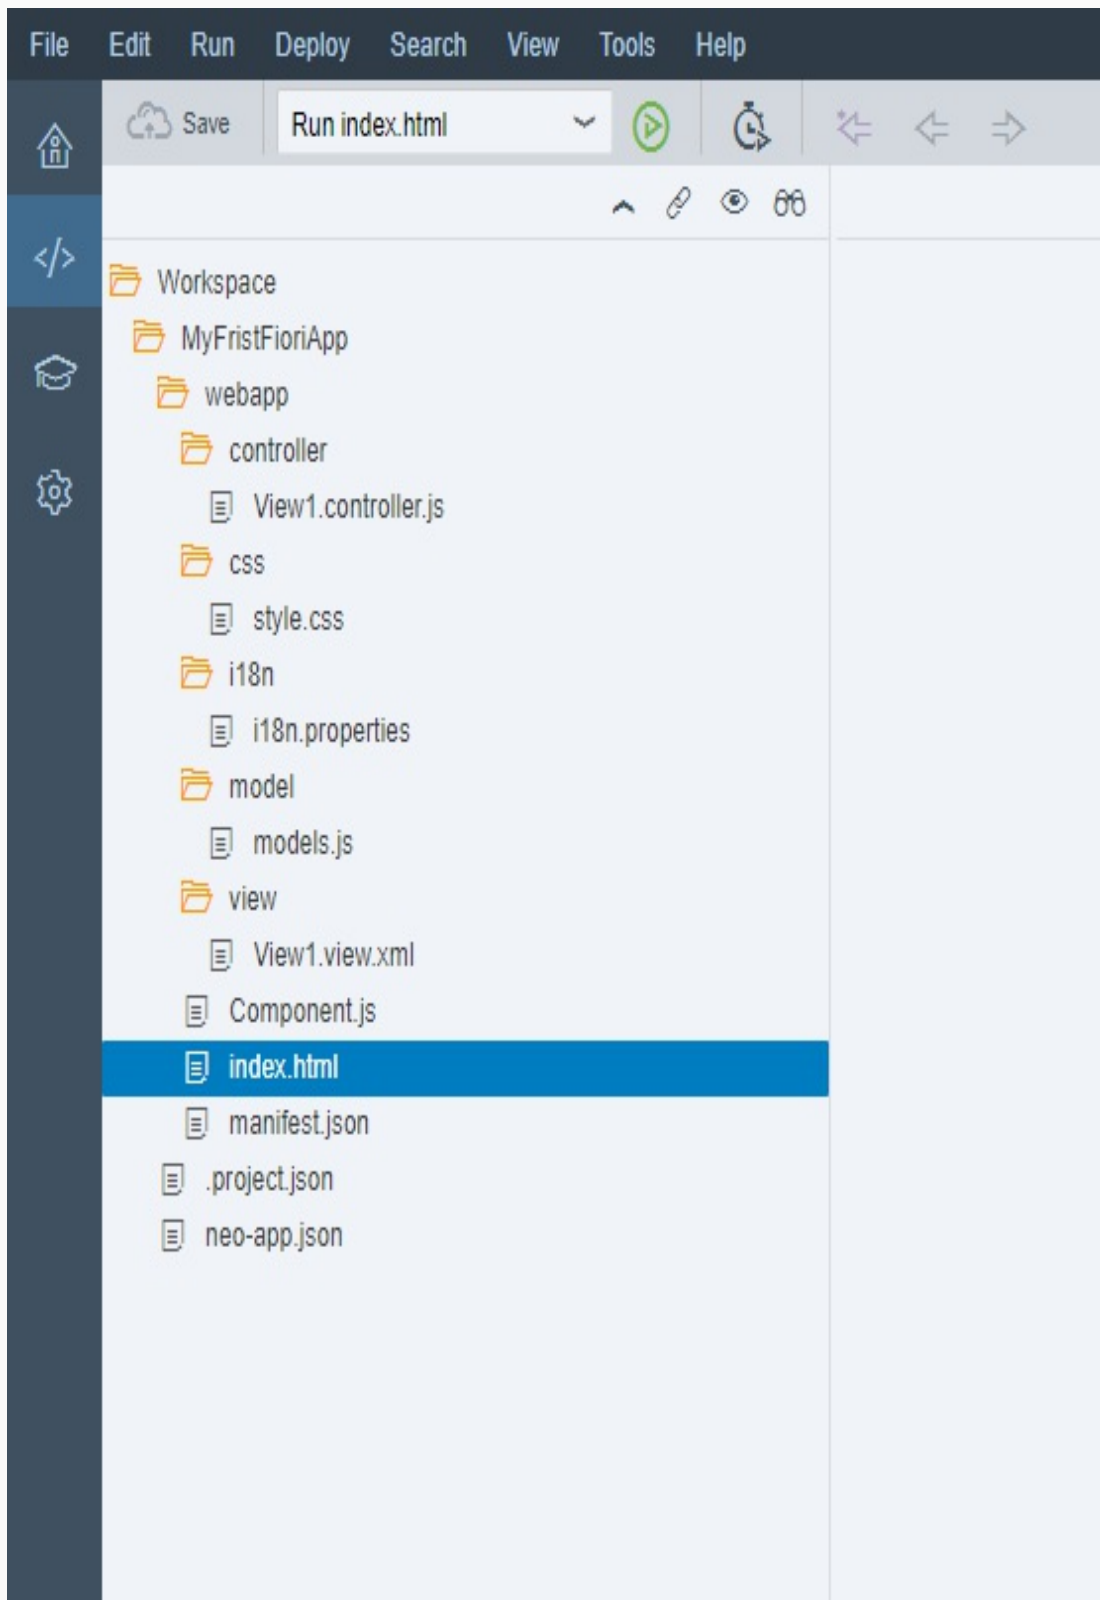 File Edit Run Deploy Search View Tools Help
Save Run index.html
</>
Workspace
MyFristFioriApp
webapp
controller
View1.controller.js
css
style.css
i18n
i18n.properties
model
models.js
view
View1.view.xml
Component.js
index.html
manifest.json
.project.json
neo-app.json